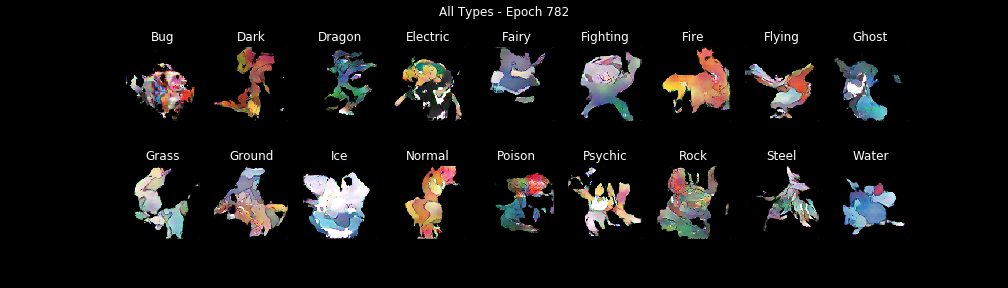 All Types - Epoch 782
Bug Dark Dragon Electric Fairy Fighting Fire Flying Ghost
Grass Ground Ice Normal Poison Psychic Rock Steel Water